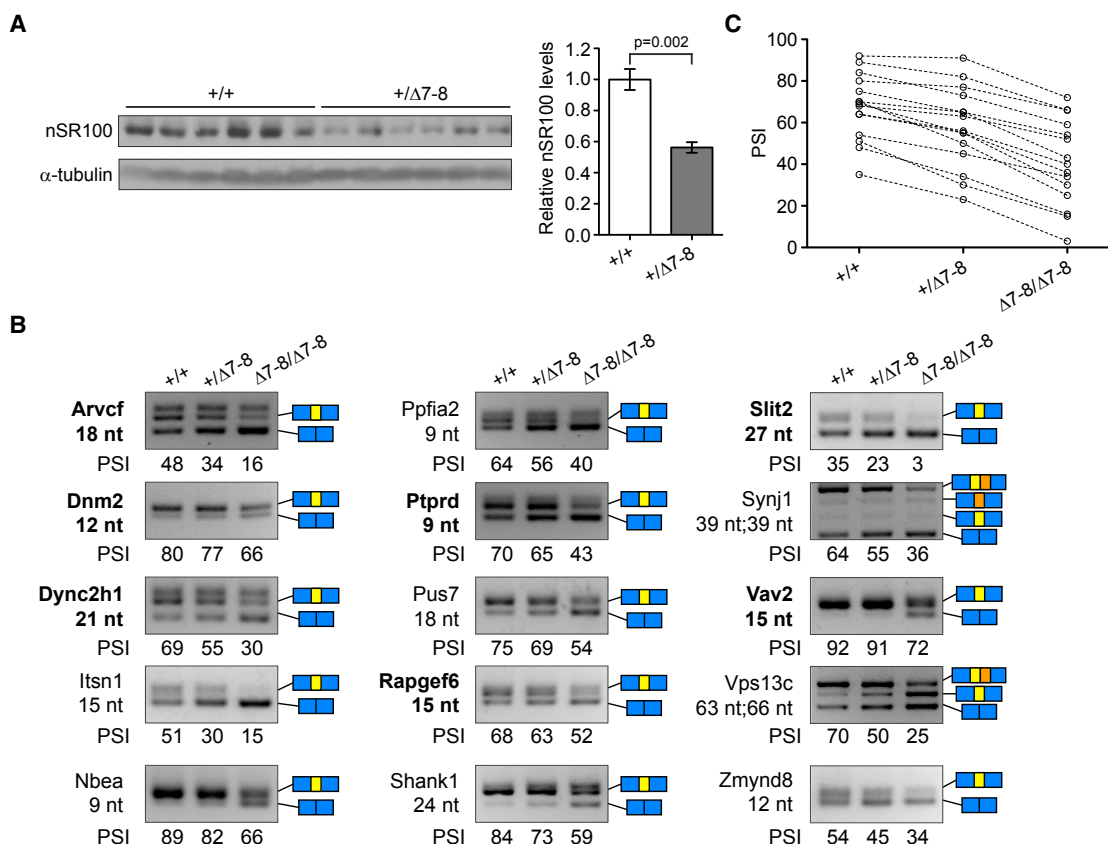 A
+/+
+/Δ7-8
nSR100
α-tubulin
Relative nSR100 levels
1.2
1.0
0.8
0.6
0.4
0.2
0.0
p=0.002
+/+
+/Δ7-8
C
PSI
100
80
60
40
20
0
+/+
+/Δ7-8
Δ7-8/Δ7-8
B
+/+
+/Δ7-8
Δ7-8/Δ7-8
Arvcf
18 nt
PSI 48 34 16
Dnm2
12 nt
PSI 80 77 66
Dync2h1
21 nt
PSI 69 55 30
Itsn1
15 nt
PSI 51 30 15
Nbea
9 nt
PSI 89 82 66
+/+
+/Δ7-8
Δ7-8/Δ7-8
Ppfia2
9 nt
PSI 64 56 40
Ptprd
9 nt
PSI 70 65 43
Pus7
18 nt
PSI 75 69 54
Rapgef6
15 nt
PSI 68 63 52
Shank1
24 nt
PSI 84 73 59
+/+
+/Δ7-8
Δ7-8/Δ7-8
Slit2
27 nt
PSI 35 23 3
Synj1
39 nt;39 nt
PSI 64 55 36
Vav2
15 nt
PSI 92 91 72
Vps13c
63 nt;66 nt
PSI 70 50 25
Zmynd8
12 nt
PSI 54 45 34